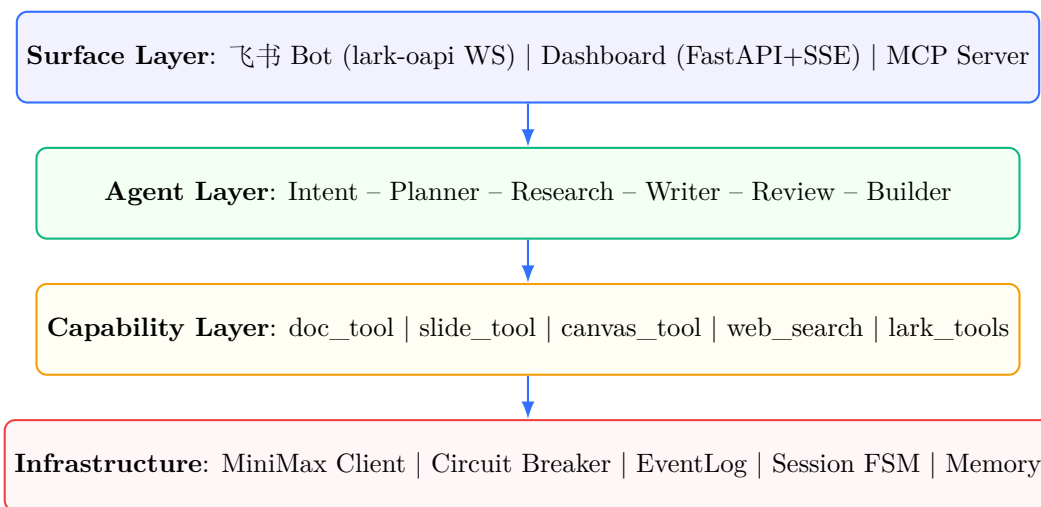 Surface Layer: 飞书 Bot (lark-oapi WS) | Dashboard (FastAPI+SSE) | MCP Server
Agent Layer: Intent – Planner – Research – Writer – Review – Builder
Capability Layer: doc_tool | slide_tool | canvas_tool | web_search | lark_tools
Infrastructure: MiniMax Client | Circuit Breaker | EventLog | Session FSM | Memory